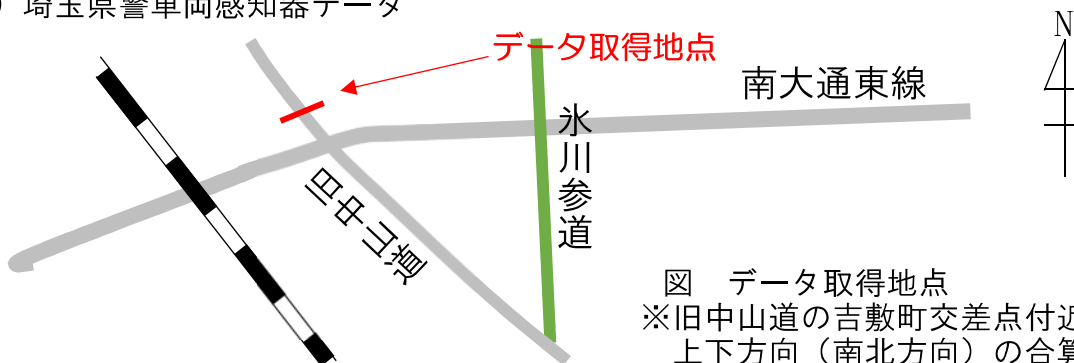 ）埼玉県警車両感知器データ
データ取得地点
N
南大通東線
氷川参道
旧中山道
図　データ取得地点
※旧中山道の吉敷町交差点付近
上下方向（南北方向）の合算